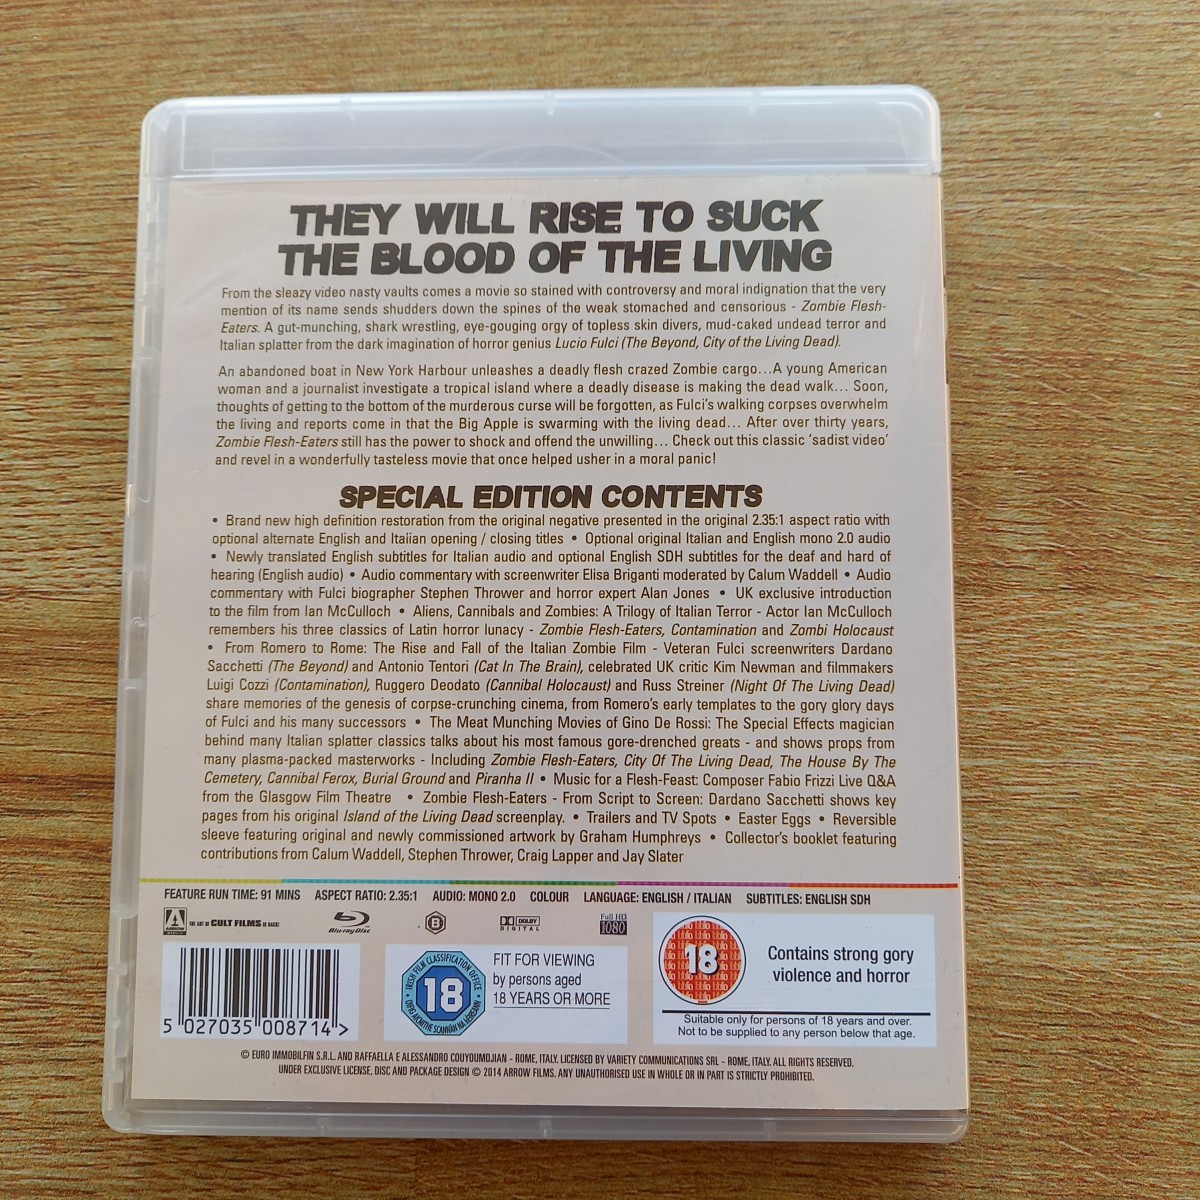 THEY WILL RISE TO SUCK
THE BLOOD OF THE LIVING
From the sleazy video nasty vaults comes a movie so stained with controversy and moral indignation that the very
mention of its name sends shudders down the spines of the weak stomached and censorious - Zombie Flesh-
Eaters. A gut-munching, shark wrestling, eye-gouging orgy of topless skin divers, mud-caked undead terror and
Italian splatter from the dark imagination of horror genius Lucio Fulci (The Beyond, City of the Living Dead).
An abandoned boat in New York Harbour unleashes a deadly flesh crazed Zombie cargo...A young American
woman and a journalist investigate a tropical island where a deadly disease is making the dead walk... Soon,
thoughts of getting to the bottom of the murderous curse will be forgotten, as Fulci's walking corpses overwhelm
the living and reports come in that the Big Apple is swarming with the living dead... After over thirty years,
Zombie Flesh-Eaters still has the power to shock and offend the unwilling... Check out this classic 'sadist video'
and revel in a wonderfully tasteless movie that once helped usher in a moral panic!
SPECIAL EDITION CONTENTS
• Brand new high definition restoration from the original negative presented in the original 2.35:1 aspect ratio with
optional alternate English and Italian opening / closing titles • Optional original Italian and English mono 2.0 audio
• Newly translated English subtitles for Italian audio and optional English SDH subtitles for the deaf and hard of
hearing (English audio) • Audio commentary with screenwriter Elisa Briganti moderated by Calum Waddell • Audio
commentary with Fulci biographer Stephen Thrower and horror expert Alan Jones • UK exclusive introduction
to the film from Ian McCulloch • Aliens, Cannibals and Zombies: A Trilogy of Italian Terror - Actor Ian McCulloch
remembers his three classics of Latin horror lunacy - Zombie Flesh-Eaters, Contamination and Zombi Holocaust
• From Romero to Rome: The Rise and Fall of the Italian Zombie Film - Veteran Fulci screenwriters Dardano
Sacchetti (The Beyond) and Antonio Tentori (Cat In The Brain), celebrated UK critic Kim Newman and filmmakers
Luigi Cozzi (Contamination), Ruggero Deodato (Cannibal Holocaust) and Russ Streiner (Night Of The Living Dead)
share memories of the genesis of corpse-crunching cinema, from Romero's early templates to the gory glory days
of Fulci and his many successors • The Meat Munching Movies of Gino De Rossi: The Special Effects magician
behind many Italian splatter classics talks about his most famous gore-drenched greats - and shows props from
many plasma-packed masterworks - Including Zombie Flesh-Eaters, City Of The Living Dead, The House By The
Cemetery, Cannibal Ferox, Burial Ground and Piranha II • Music for a Flesh-Feast: Composer Fabio Frizzi Live Q&A
from the Glasgow Film Theatre • Zombie Flesh-Eaters - From Script to Screen: Dardano Sacchetti shows key
pages from his original Island of the Living Dead screenplay. • Trailers and TV Spots • Easter Eggs • Reversible
sleeve featuring original and newly commissioned artwork by Graham Humphreys • Collector's booklet featuring
contributions from Calum Waddell, Stephen Thrower, Craig Lapper and Jay Slater
FEATURE RUN TIME: 91 MINS ASPECT RATIO: 2.35:1 AUDIO: MONO 2.0 COLOUR LANGUAGE: ENGLISH / ITALIAN SUBTITLES: ENGLISH SDH
ARROW THE ART OF CULT FILMS IS BACK! Blu-ray Disc B DOLBY DIGITAL Full HD 1080
5 027035 008714 >
IRISH FILM CLASSIFICATION OFFICE
18
FIT FOR VIEWING
by persons aged
18 YEARS OR MORE
18
Contains strong gory
violence and horror
Suitable only for persons of 18 years and over.
Not to be supplied to any person below that age.
© EURO IMMOBILFIN S.R.L. AND RAFFAELLA E ALESSANDRO COUYOUMDJIAN - ROME, ITALY. LICENSED BY VARIETY COMMUNICATIONS SRL - ROME, ITALY. ALL RIGHTS RESERVED.
UNDER EXCLUSIVE LICENSE, DISC AND PACKAGE DESIGN © 2014 ARROW FILMS. ANY UNAUTHORISED USE IN WHOLE OR IN PART IS STRICTLY PROHIBITED.